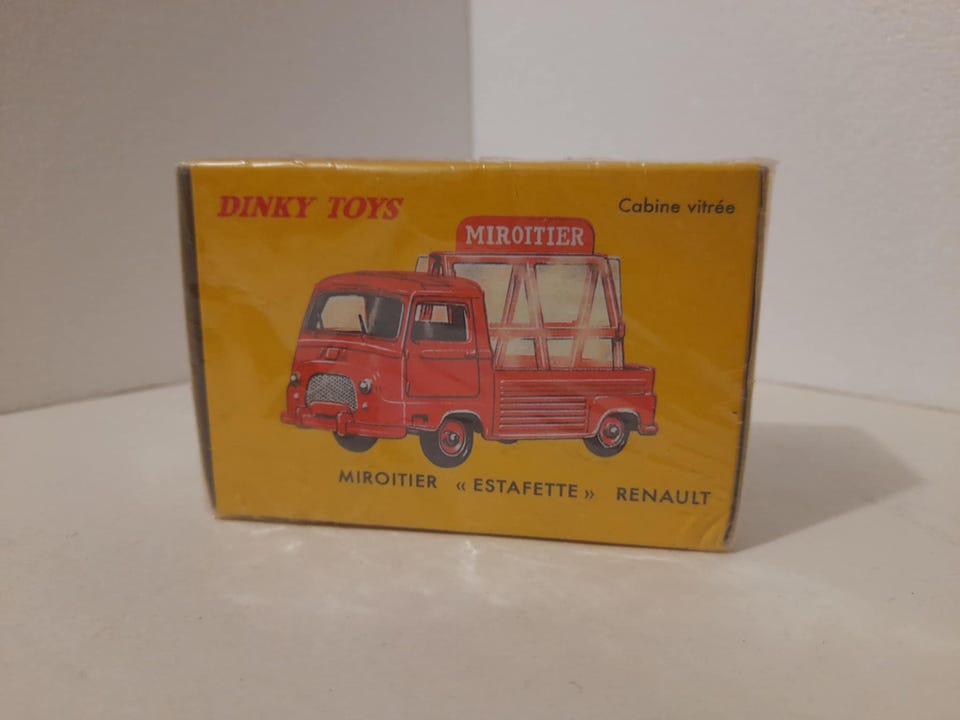 DINKY TOYS
Cabine vitrée
MIROITIER
MIROITIER « ESTAFETTE » RENAULT